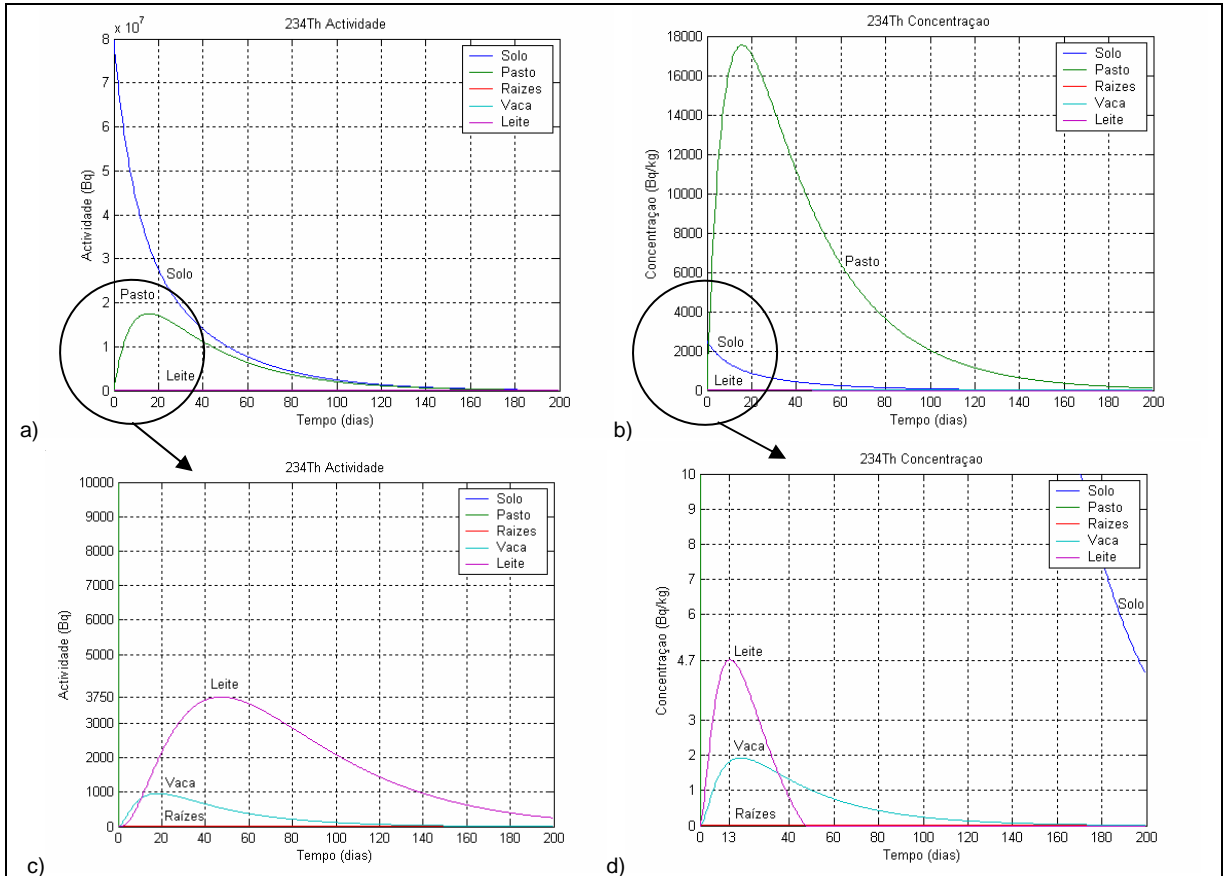 234Th Actividade
x 10^7
Actividade (Bq)
8
7
6
5
4
3
2
1
0
Solo
Pasto
Raizes
Vaca
Leite
Solo
Pasto
Leite
0 20 40 60 80 100 120 140 160 180 200
Tempo (dias)
a)
234Th Concentraçao
Concentraçao (Bq/kg)
18000
16000
14000
12000
10000
8000
6000
4000
2000
0
Solo
Pasto
Raizes
Vaca
Leite
Pasto
Solo
Leite
0 20 40 60 80 100 120 140 160 180 200
Tempo (dias)
b)
234Th Actividade
Actividade (Bq)
10000
9000
8000
7000
6000
5000
3750
3000
2000
1000
0
Solo
Pasto
Raizes
Vaca
Leite
Leite
Vaca
Raízes
0 20 40 60 80 100 120 140 160 180 200
Tempo (dias)
c)
234Th Concentraçao
Concentraçao (Bq/kg)
10
9
8
7
6
4.7
3
2
1
0
Solo
Pasto
Raizes
Vaca
Leite
Solo
Leite
Vaca
Raízes
0 13 40 60 80 100 120 140 160 180 200
Tempo (dias)
d)